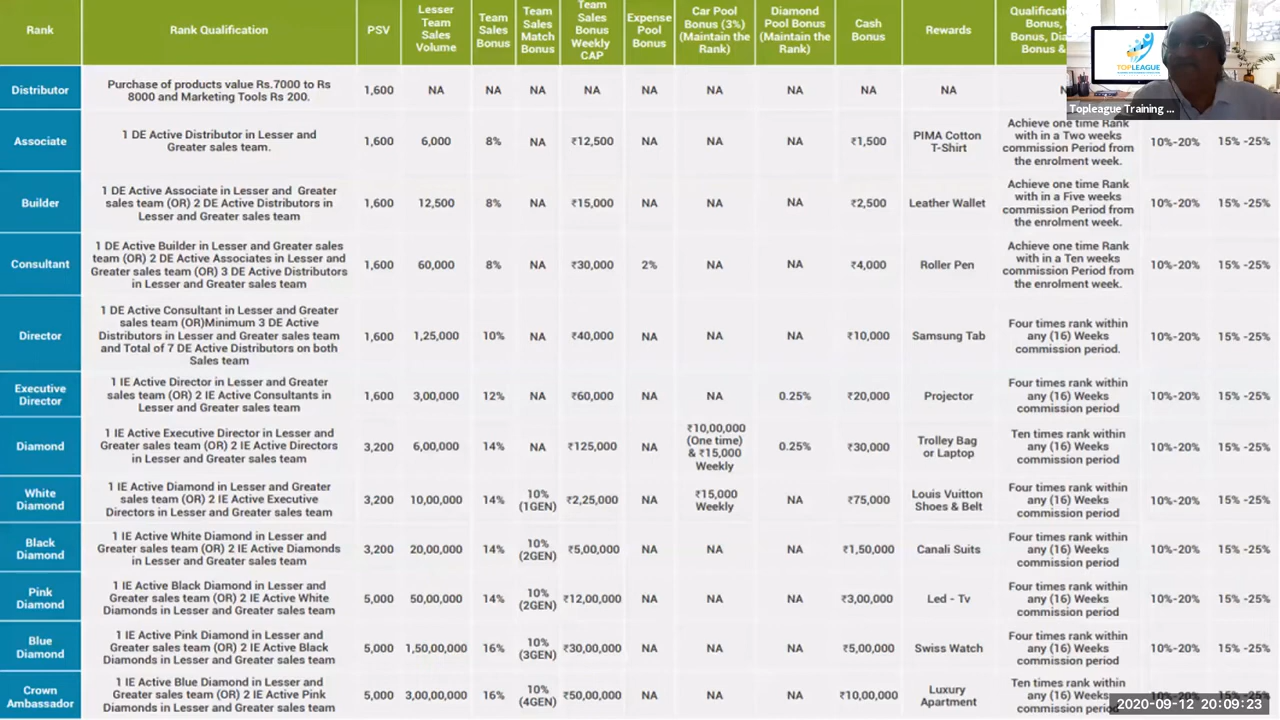 Rank
Rank Qualification
PSV
Lesser
Team
Sales
Volume
Team
Sales
Bonus
Team
Sales
Match
Bonus
Team
Sales
Bonus
Weekly
CAP
Expense
Pool
Bonus
Car Pool
Bonus (3%)
(Maintain the
Rank)
Diamond
Pool Bonus
(Maintain the
Rank)
Cash
Bonus
Rewards
Bonus,
Bonus &
TOPLEAGUE
Topleague Training ...
Distributor
Purchase of products value Rs.7000 to Rs
8000 and Marketing Tools Rs 200.
1,600
NA
NA
NA
NA
NA
NA
NA
NA
NA
Associate
1 DE Active Distributor in Lesser and
Greater sales team.
1,600
6,000
8%
NA
₹12,500
NA
NA
NA
₹1,500
PIMA Cotton
T-Shirt
Achieve one time Rank
with in a Two weeks
commission Period from
the enrolment week.
10%-20%
15% -25%
Builder
1 DE Active Associate in Lesser and Greater
sales team (OR) 2 DE Active Distributors in
Lesser and Greater sales team
1,600
12,500
8%
NA
₹15,000
NA
NA
NA
₹2,500
Leather Wallet
Achieve one time Rank
with in a Five weeks
commission Period from
the enrolment week.
10%-20%
15% -25%
Consultant
1 DE Active Builder in Lesser and Greater sales
team (OR) 2 DE Active Associates in Lesser and
Greater sales team (OR) 3 DE Active Distributors
in Lesser and Greater sales team
1,600
60,000
8%
NA
₹30,000
2%
NA
NA
₹4,000
Roller Pen
Achieve one time Rank
with in a Ten weeks
commission Period from
the enrolment week.
10%-20%
15% -25%
Director
1 DE Active Consultant in Lesser and Greater
sales team (OR)Minimum 3 DE Active
Distributors in Lesser and Greater sales team
and Total of 7 DE Active Distributors on both
Sales team
1,600
1,25,000
10%
NA
₹40,000
NA
NA
NA
₹10,000
Samsung Tab
Four times rank within
any (16) Weeks
commission period.
10%-20%
15% -25%
Executive
Director
1 IE Active Director in Lesser and Greater
sales team (OR) 2 IE Active Consultants in
Lesser and Greater sales team
1,600
3,00,000
12%
NA
₹60,000
NA
NA
0.25%
₹20,000
Projector
Four times rank within
any (16) Weeks
commission period
10%-20%
15% -25%
Diamond
1 IE Active Executive Director in Lesser and
Greater sales team (OR) 2 IE Active Directors
in Lesser and Greater sales team
3,200
6,00,000
14%
NA
₹125,000
NA
₹10,00,000
(One time)
& ₹15,000
Weekly
0.25%
₹30,000
Trolley Bag
or Laptop
Ten times rank within
any (16) Weeks
commission period
10%-20%
15% -25%
White
Diamond
1 IE Active Diamond in Lesser and Greater
sales team (OR) 2 IE Active Executive
Directors in Lesser and Greater sales team
3,200
10,00,000
14%
10%
(1GEN)
₹2,25,000
NA
₹15,000
Weekly
NA
₹75,000
Louis Vuitton
Shoes & Belt
Four times rank within
any (16) Weeks
commission period
10%-20%
15% -25%
Black
Diamond
1 IE Active White Diamond in Lesser and
Greater sales team (OR) 2 IE Active Diamonds
in Lesser and Greater sales team
3,200
20,00,000
14%
10%
(2GEN)
₹5,00,000
NA
NA
NA
₹1,50,000
Canali Suits
Four times rank within
any (16) Weeks
commission period
10%-20%
15% -25%
Pink
Diamond
1 IE Active Black Diamond in Lesser and
Greater sales team (OR) 2 IE Active White
Diamonds in Lesser and Greater sales team
5,000
50,00,000
14%
10%
(2GEN)
₹12,00,000
NA
NA
NA
₹3,00,000
Led - Tv
Four times rank within
any (16) Weeks
commission period
10%-20%
15% -25%
Blue
Diamond
1 IE Active Pink Diamond in Lesser and
Greater sales team (OR) 2 IE Active Black
Diamonds in Lesser and Greater sales team
5,000
1,50,00,000
16%
10%
(3GEN)
₹30,00,000
NA
NA
NA
₹5,00,000
Swiss Watch
Four times rank within
any (16) Weeks
commission period
10%-20%
15% -25%
Crown
Ambassador
1 IE Active Blue Diamond in Lesser and
Greater sales team (OR) 2 IE Active Pink
Diamonds in Lesser and Greater sales team
5,000
3,00,00,000
16%
10%
(4GEN)
₹50,00,000
NA
NA
NA
₹10,00,000
Luxury
Apartment
Ten times rank within
any (16) Weeks
commission
10%-20%
15% -25%
2020-09-12 20:09:23